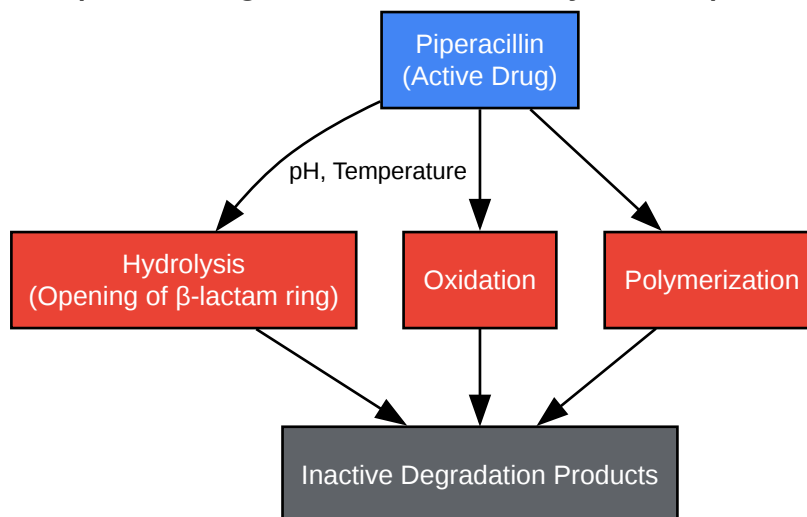 Piperacillin
(Active Drug)
pH, Temperature
Hydrolysis
(Opening of β-lactam ring)
Oxidation
Polymerization
Inactive Degradation Products